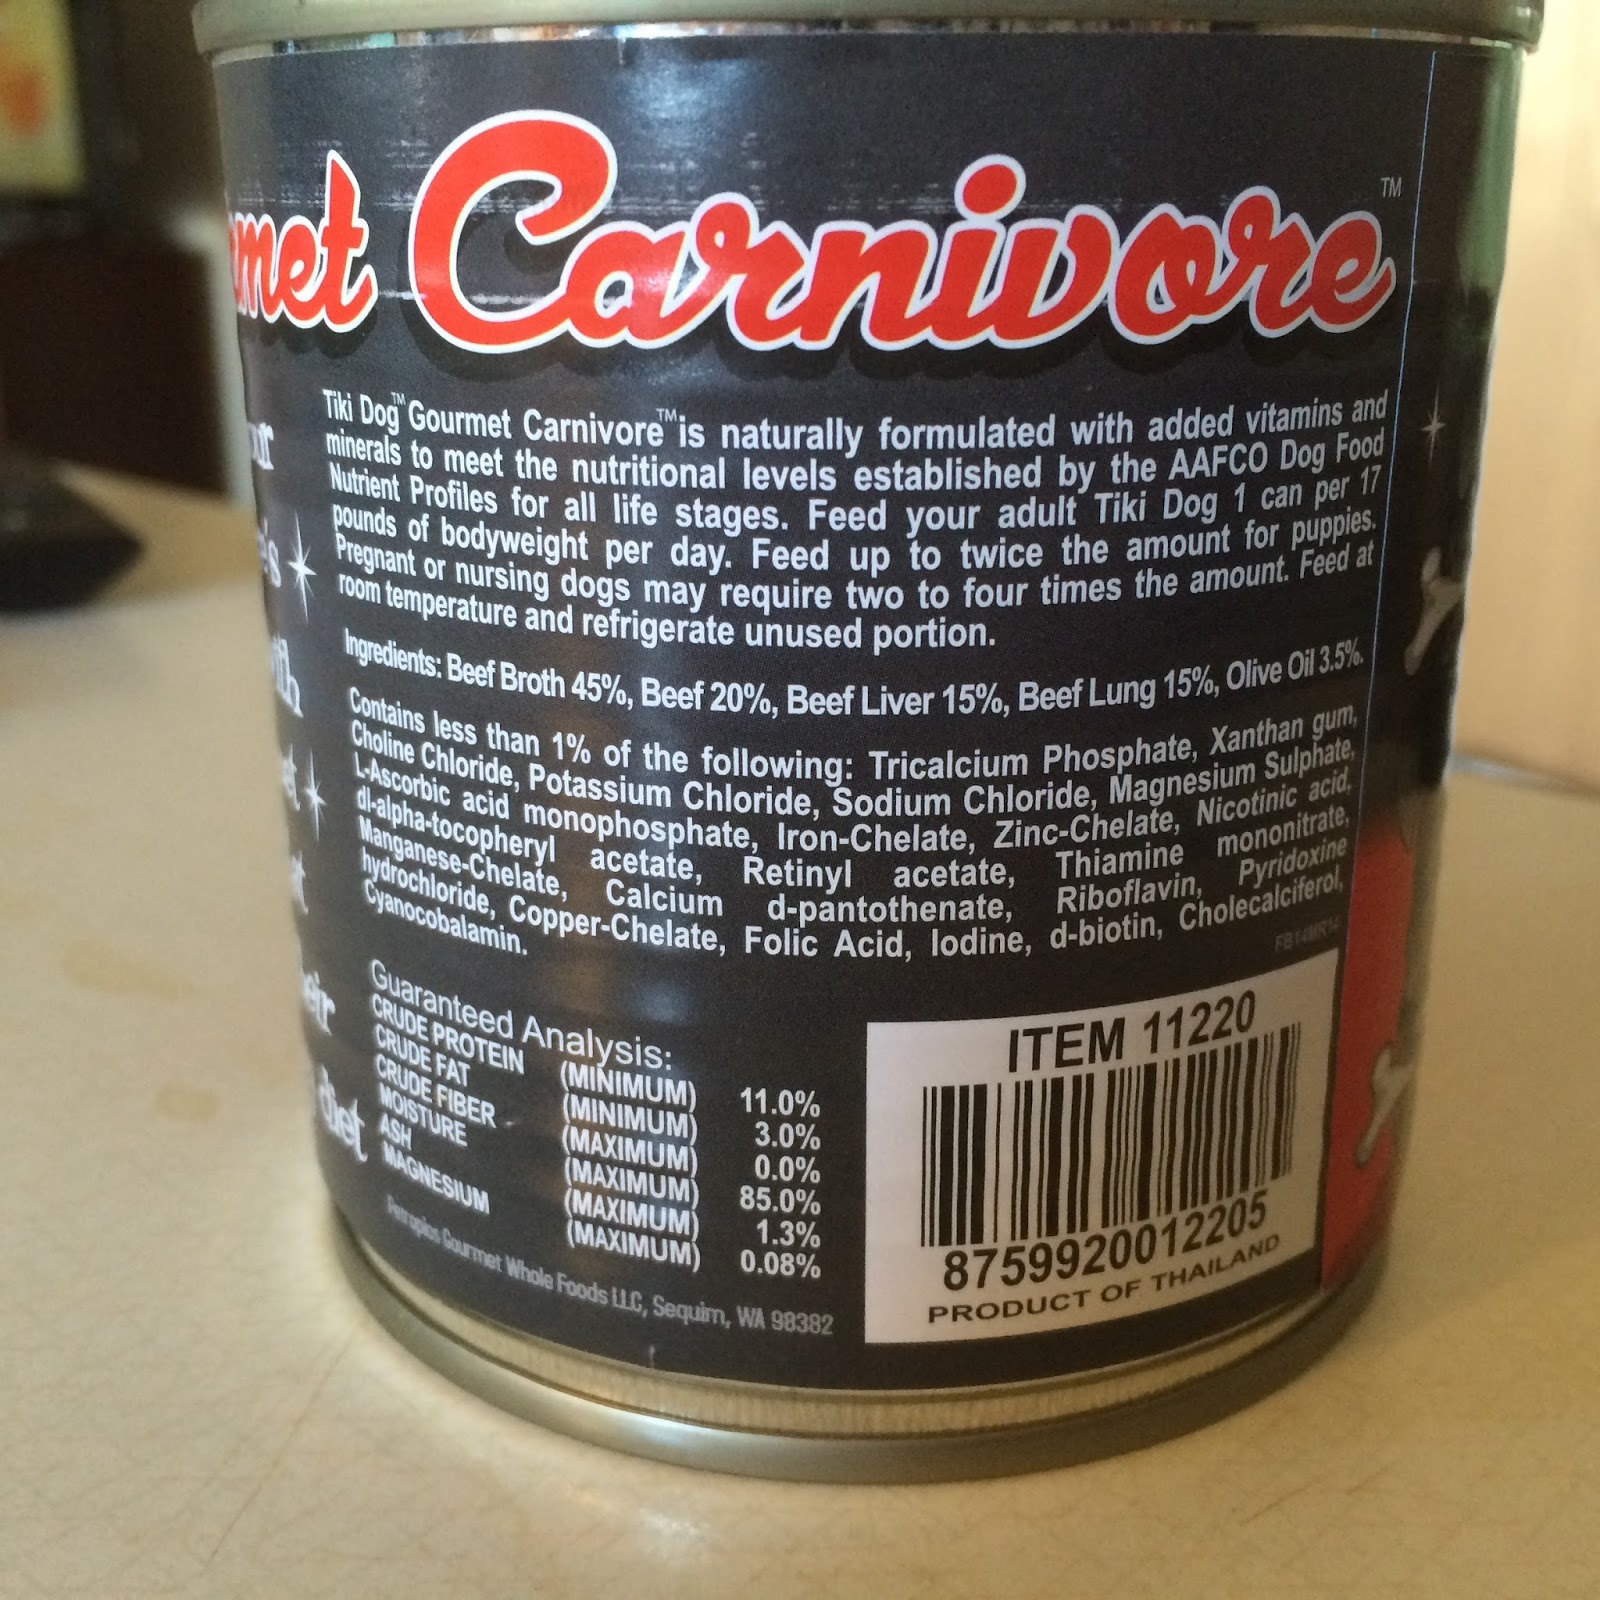 met Carnivore™
Tiki Dog™ Gourmet Carnivore™ is naturally formulated with added vitamins and
minerals to meet the nutritional levels established by the AAFCO Dog Food
Nutrient Profiles for all life stages. Feed your adult Tiki Dog 1 can per 17
pounds of bodyweight per day. Feed up to twice the amount for puppies.
Pregnant or nursing dogs may require two to four times the amount. Feed at
room temperature and refrigerate unused portion.
Ingredients: Beef Broth 45%, Beef 20%, Beef Liver 15%, Beef Lung 15%, Olive Oil 3.5%.
Contains less than 1% of the following: Tricalcium Phosphate, Xanthan gum,
Choline Chloride, Potassium Chloride, Sodium Chloride, Magnesium Sulphate,
L-Ascorbic acid monophosphate, Iron-Chelate, Zinc-Chelate, Nicotinic acid,
dl-alpha-tocopheryl acetate, Retinyl acetate, Thiamine mononitrate,
Manganese-Chelate, Calcium d-pantothenate, Riboflavin, Pyridoxine
hydrochloride, Copper-Chelate, Folic Acid, Iodine, d-biotin, Cholecalciferol,
Cyanocobalamin.
FB14MR14
Guaranteed Analysis:
CRUDE PROTEIN (MINIMUM) 11.0%
CRUDE FAT (MINIMUM) 3.0%
CRUDE FIBER (MAXIMUM) 0.0%
MOISTURE (MAXIMUM) 85.0%
ASH (MAXIMUM) 1.3%
MAGNESIUM (MAXIMUM) 0.08%
Petropics Gourmet Whole Foods LLC, Sequim, WA 98382
diet
ITEM 11220
875992001220​5
PRODUCT OF THAILAND